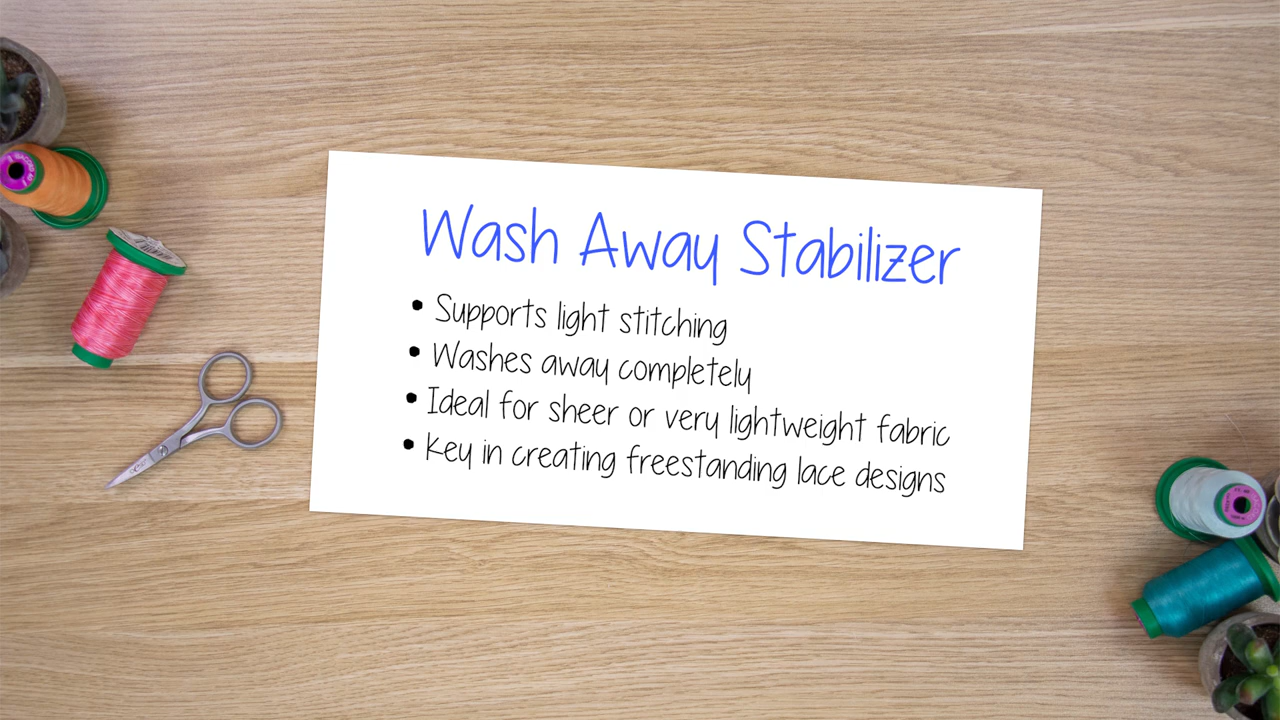 Wash Away Stabilizer
• Supports light stitching
• Washes away completely
• Ideal for sheer or very lightweight fabric
• Key in creating freestanding lace designs